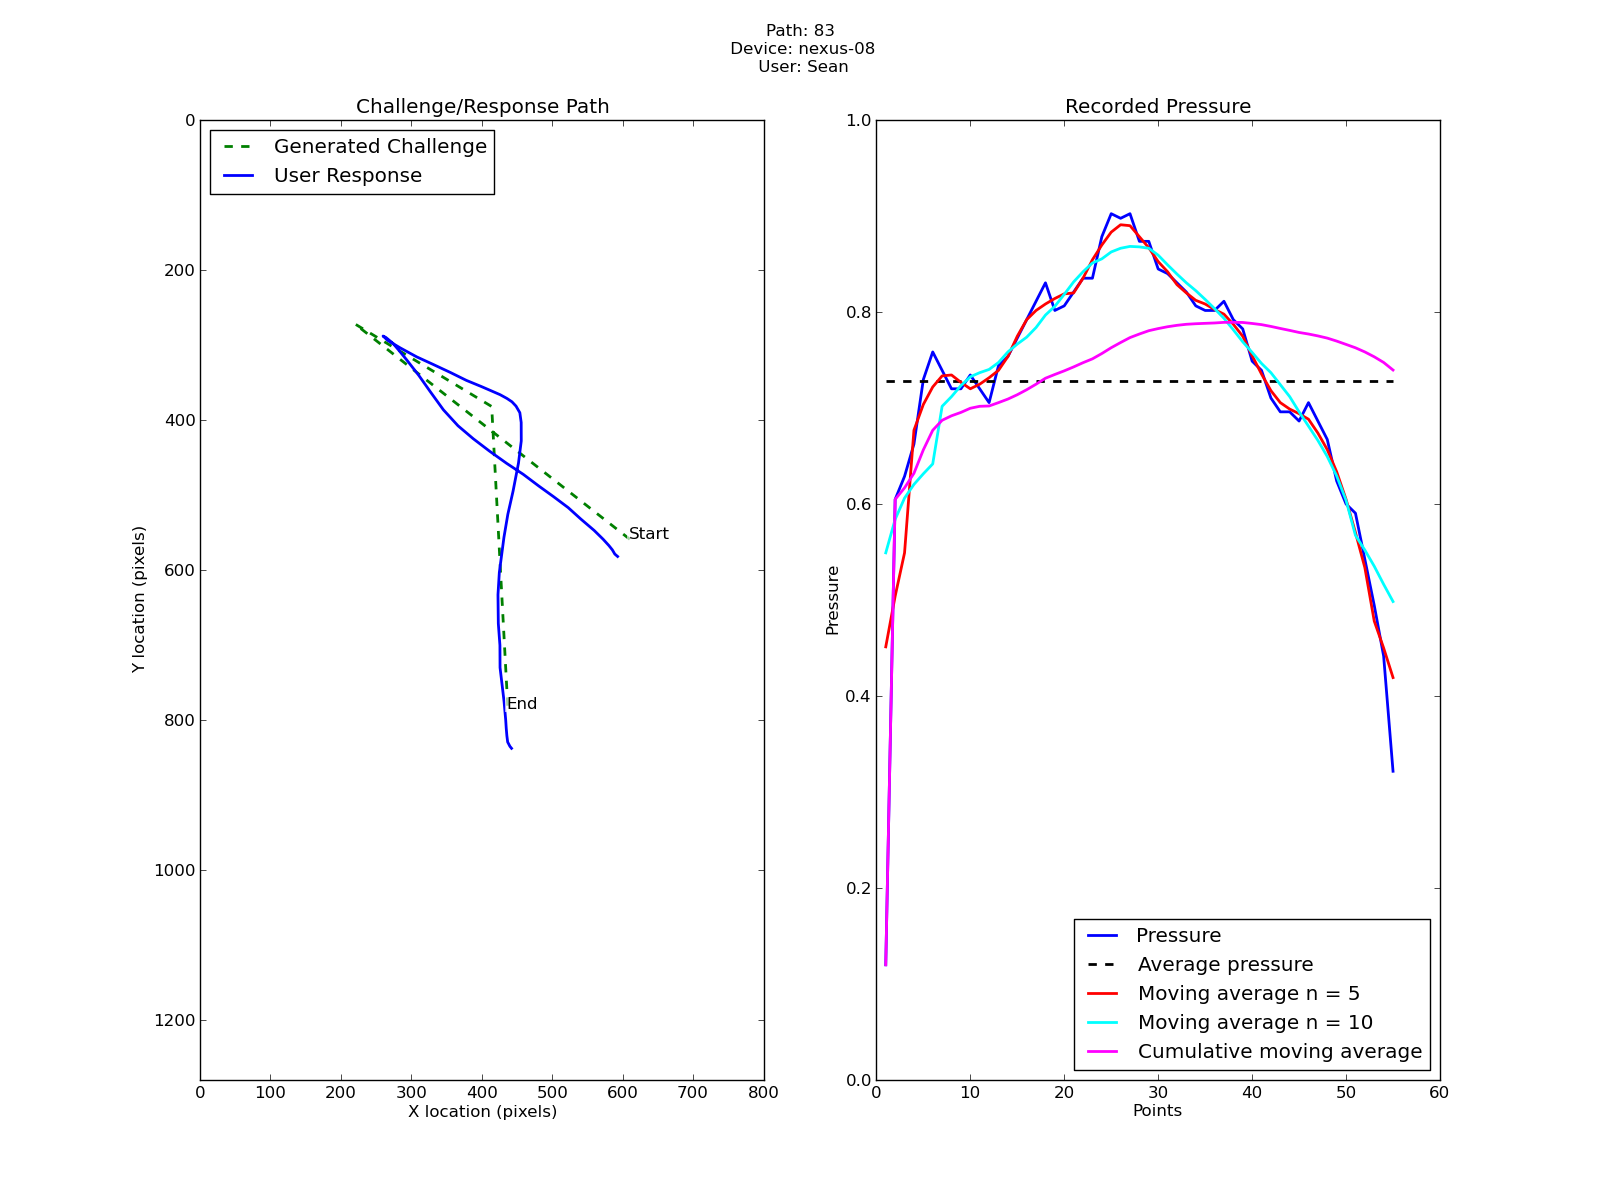 Path: 83
Device: nexus-08
User: Sean
Challenge/Response Path
Generated Challenge
User Response
0
200
400
600
800
1000
1200
Y location (pixels)
Start
End
0 100 200 300 400 500 600 700 800
X location (pixels)
Recorded Pressure
1.0
0.8
0.6
0.4
0.2
0.0
Pressure
Pressure
Average pressure
Moving average n = 5
Moving average n = 10
Cumulative moving average
0 10 20 30 40 50 60
Points